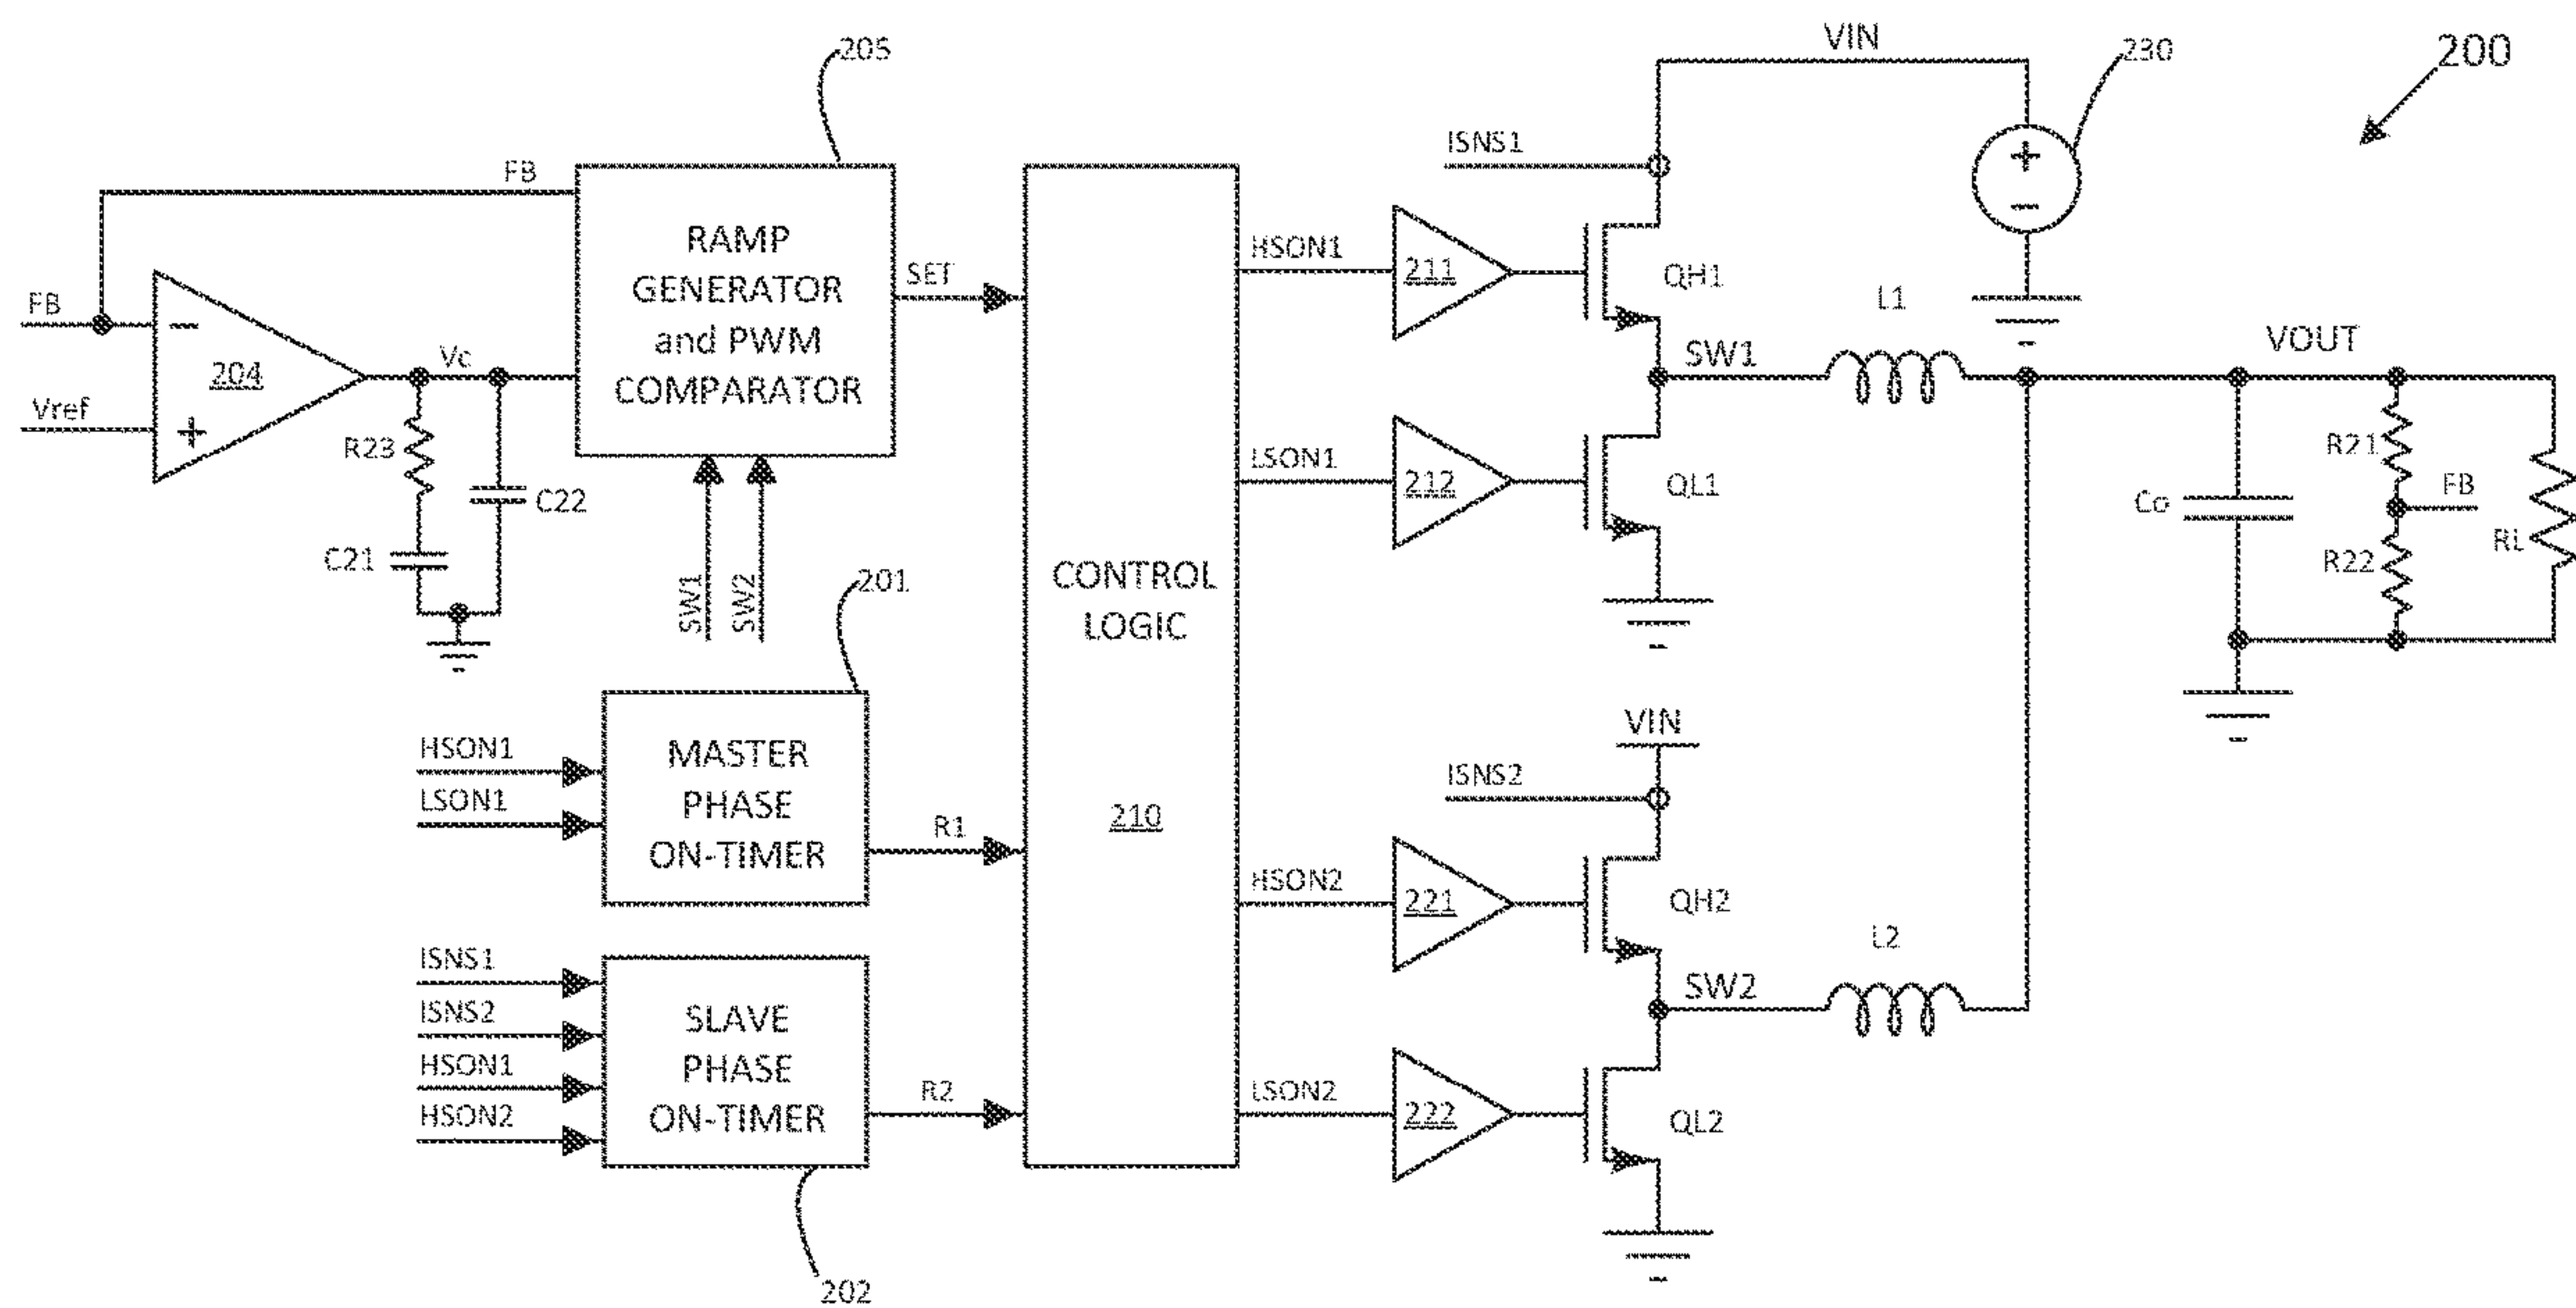 205
VIN
230
200
ISNS1
FB
RAMP
GENERATOR
and PWM
COMPARATOR
SET
HSON1
211
QH1
FB
204
Vref
Vc
R23
C22
C21
SW1
SW2
L1
SW1
VOUT
LSON1
212
QL1
Co
R21
FB
R22
RL
201
CONTROL
LOGIC
210
HSON1
LSON1
MASTER
PHASE
ON-TIMER
R1
VIN
ISNS2
HSON2
221
QH2
ISNS1
ISNS2
HSON1
HSON2
SLAVE
PHASE
ON-TIMER
R2
L2
SW2
LSON2
222
QL2
202